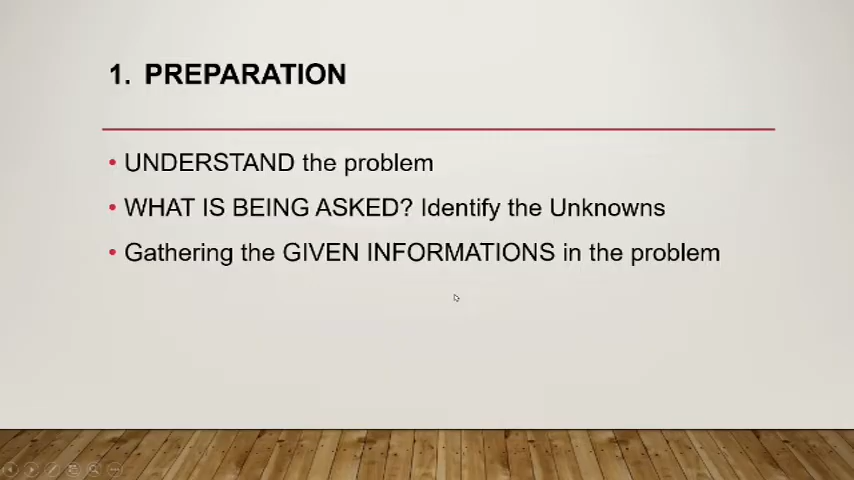 1. PREPARATION
• UNDERSTAND the problem
• WHAT IS BEING ASKED? Identify the Unknowns
• Gathering the GIVEN INFORMATIONS in the problem